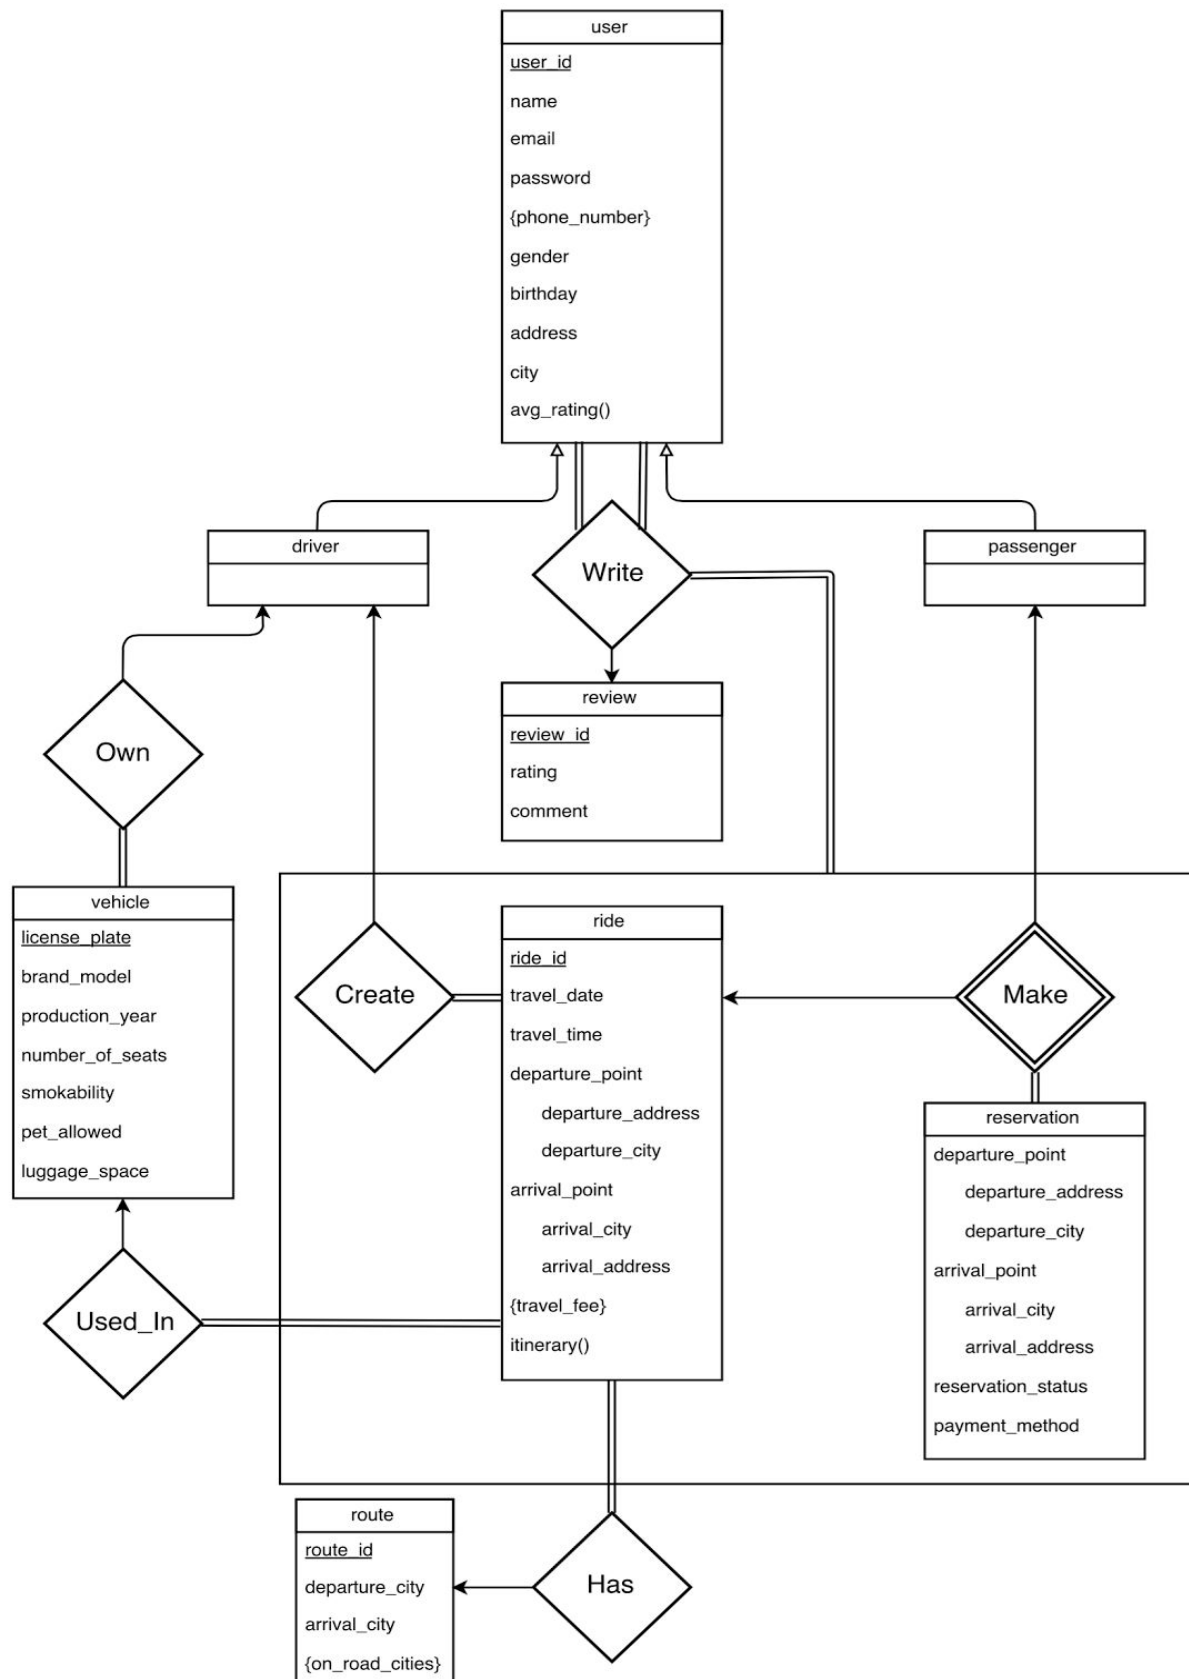 user
user_id
name
email
password
{phone_number}
gender
birthday
address
city
avg_rating()
driver
Write
passenger
review
review_id
rating
comment
Own
vehicle
license_plate
brand_model
production_year
number_of_seats
smokability
pet_allowed
luggage_space
Create
ride
ride_id
travel_date
travel_time
departure_point
departure_address
departure_city
arrival_point
arrival_city
arrival_address
{travel_fee}
itinerary()
Make
reservation
departure_point
departure_address
departure_city
arrival_point
arrival_city
arrival_address
reservation_status
payment_method
Used_In
route
route_id
departure_city
arrival_city
{on_road_cities}
Has